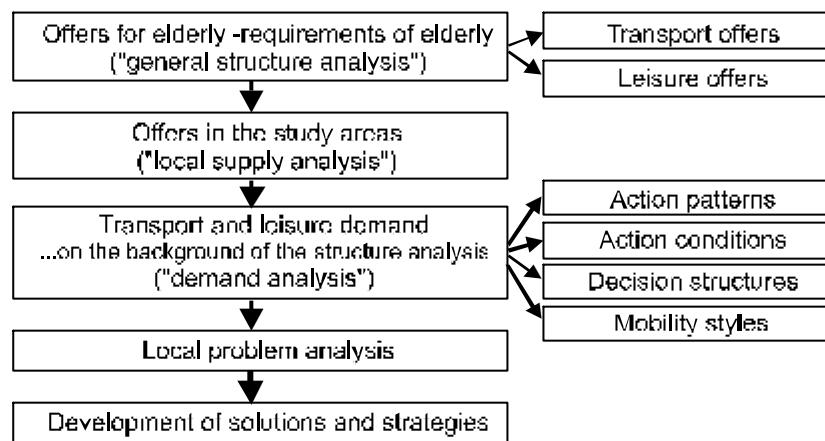 Offers for elderly -requirements of elderly
("general structure analysis")
Transport offers
Leisure offers
Offers in the study areas
("local supply analysis")
Transport and leisure demand
...on the background of the structure analysis
("demand analysis")
Action patterns
Action conditions
Decision structures
Mobility styles
Local problem analysis
Development of solutions and strategies